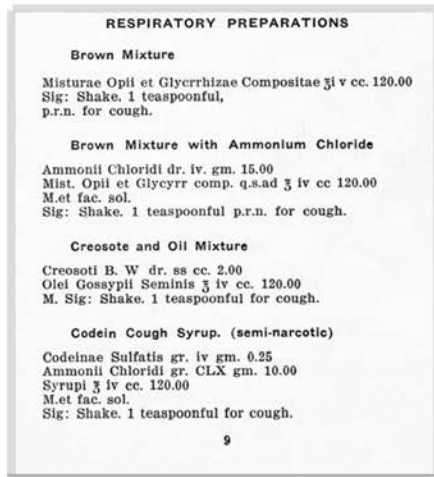 RESPIRATORY PREPARATIONS
Brown Mixture
Misturae Opii et Glycrrhizae Compositae ℥i v cc. 120.00
Sig: Shake. 1 teaspoonful,
p.r.n. for cough.
Brown Mixture with Ammonium Chloride
Ammonii Chloridi dr. iv. gm. 15.00
Mist. Opii et Glycyrr comp. q.s.ad ℥ iv cc 120.00
M.et fac. sol.
Sig: Shake. 1 teaspoonful p.r.n. for cough.
Creosote and Oil Mixture
Creosoti B. W dr. ss cc. 2.00
Olei Gossypii Seminis ℥ iv cc. 120.00
M. Sig: Shake. 1 teaspoonful for cough.
Codein Cough Syrup. (semi-narcotic)
Codeinae Sulfatis gr. iv gm. 0.25
Ammonii Chloridi gr. CLX gm. 10.00
Syrupi ℥ iv cc. 120.00
M.et fac. sol.
Sig: Shake. 1 teaspoonful for cough.
9